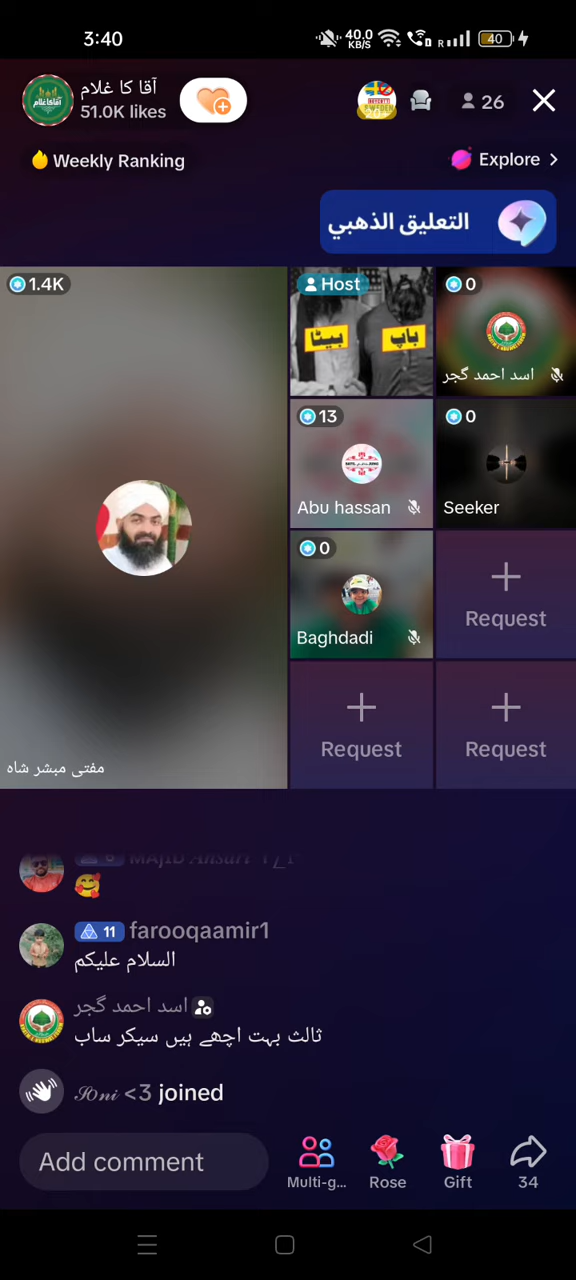 3:40
40.0
KB/S
R
40
آقا کا غلام
51.0K likes
26
Weekly Ranking
Explore
التعليق الذهبي
1.4K
Host
بیٹا
باپ
0
اسد احمد گجر
13
Abu hassan
0
Seeker
0
Baghdadi
Request
Request
Request
مفتی مبشر شاہ
farooqaamir1
11
السلام علیکم
اسد احمد گجر
ثالث بہت اچھے ہیں سیکر ساب
Soni <3 joined
Add comment
Multi-g...
Rose
Gift
34